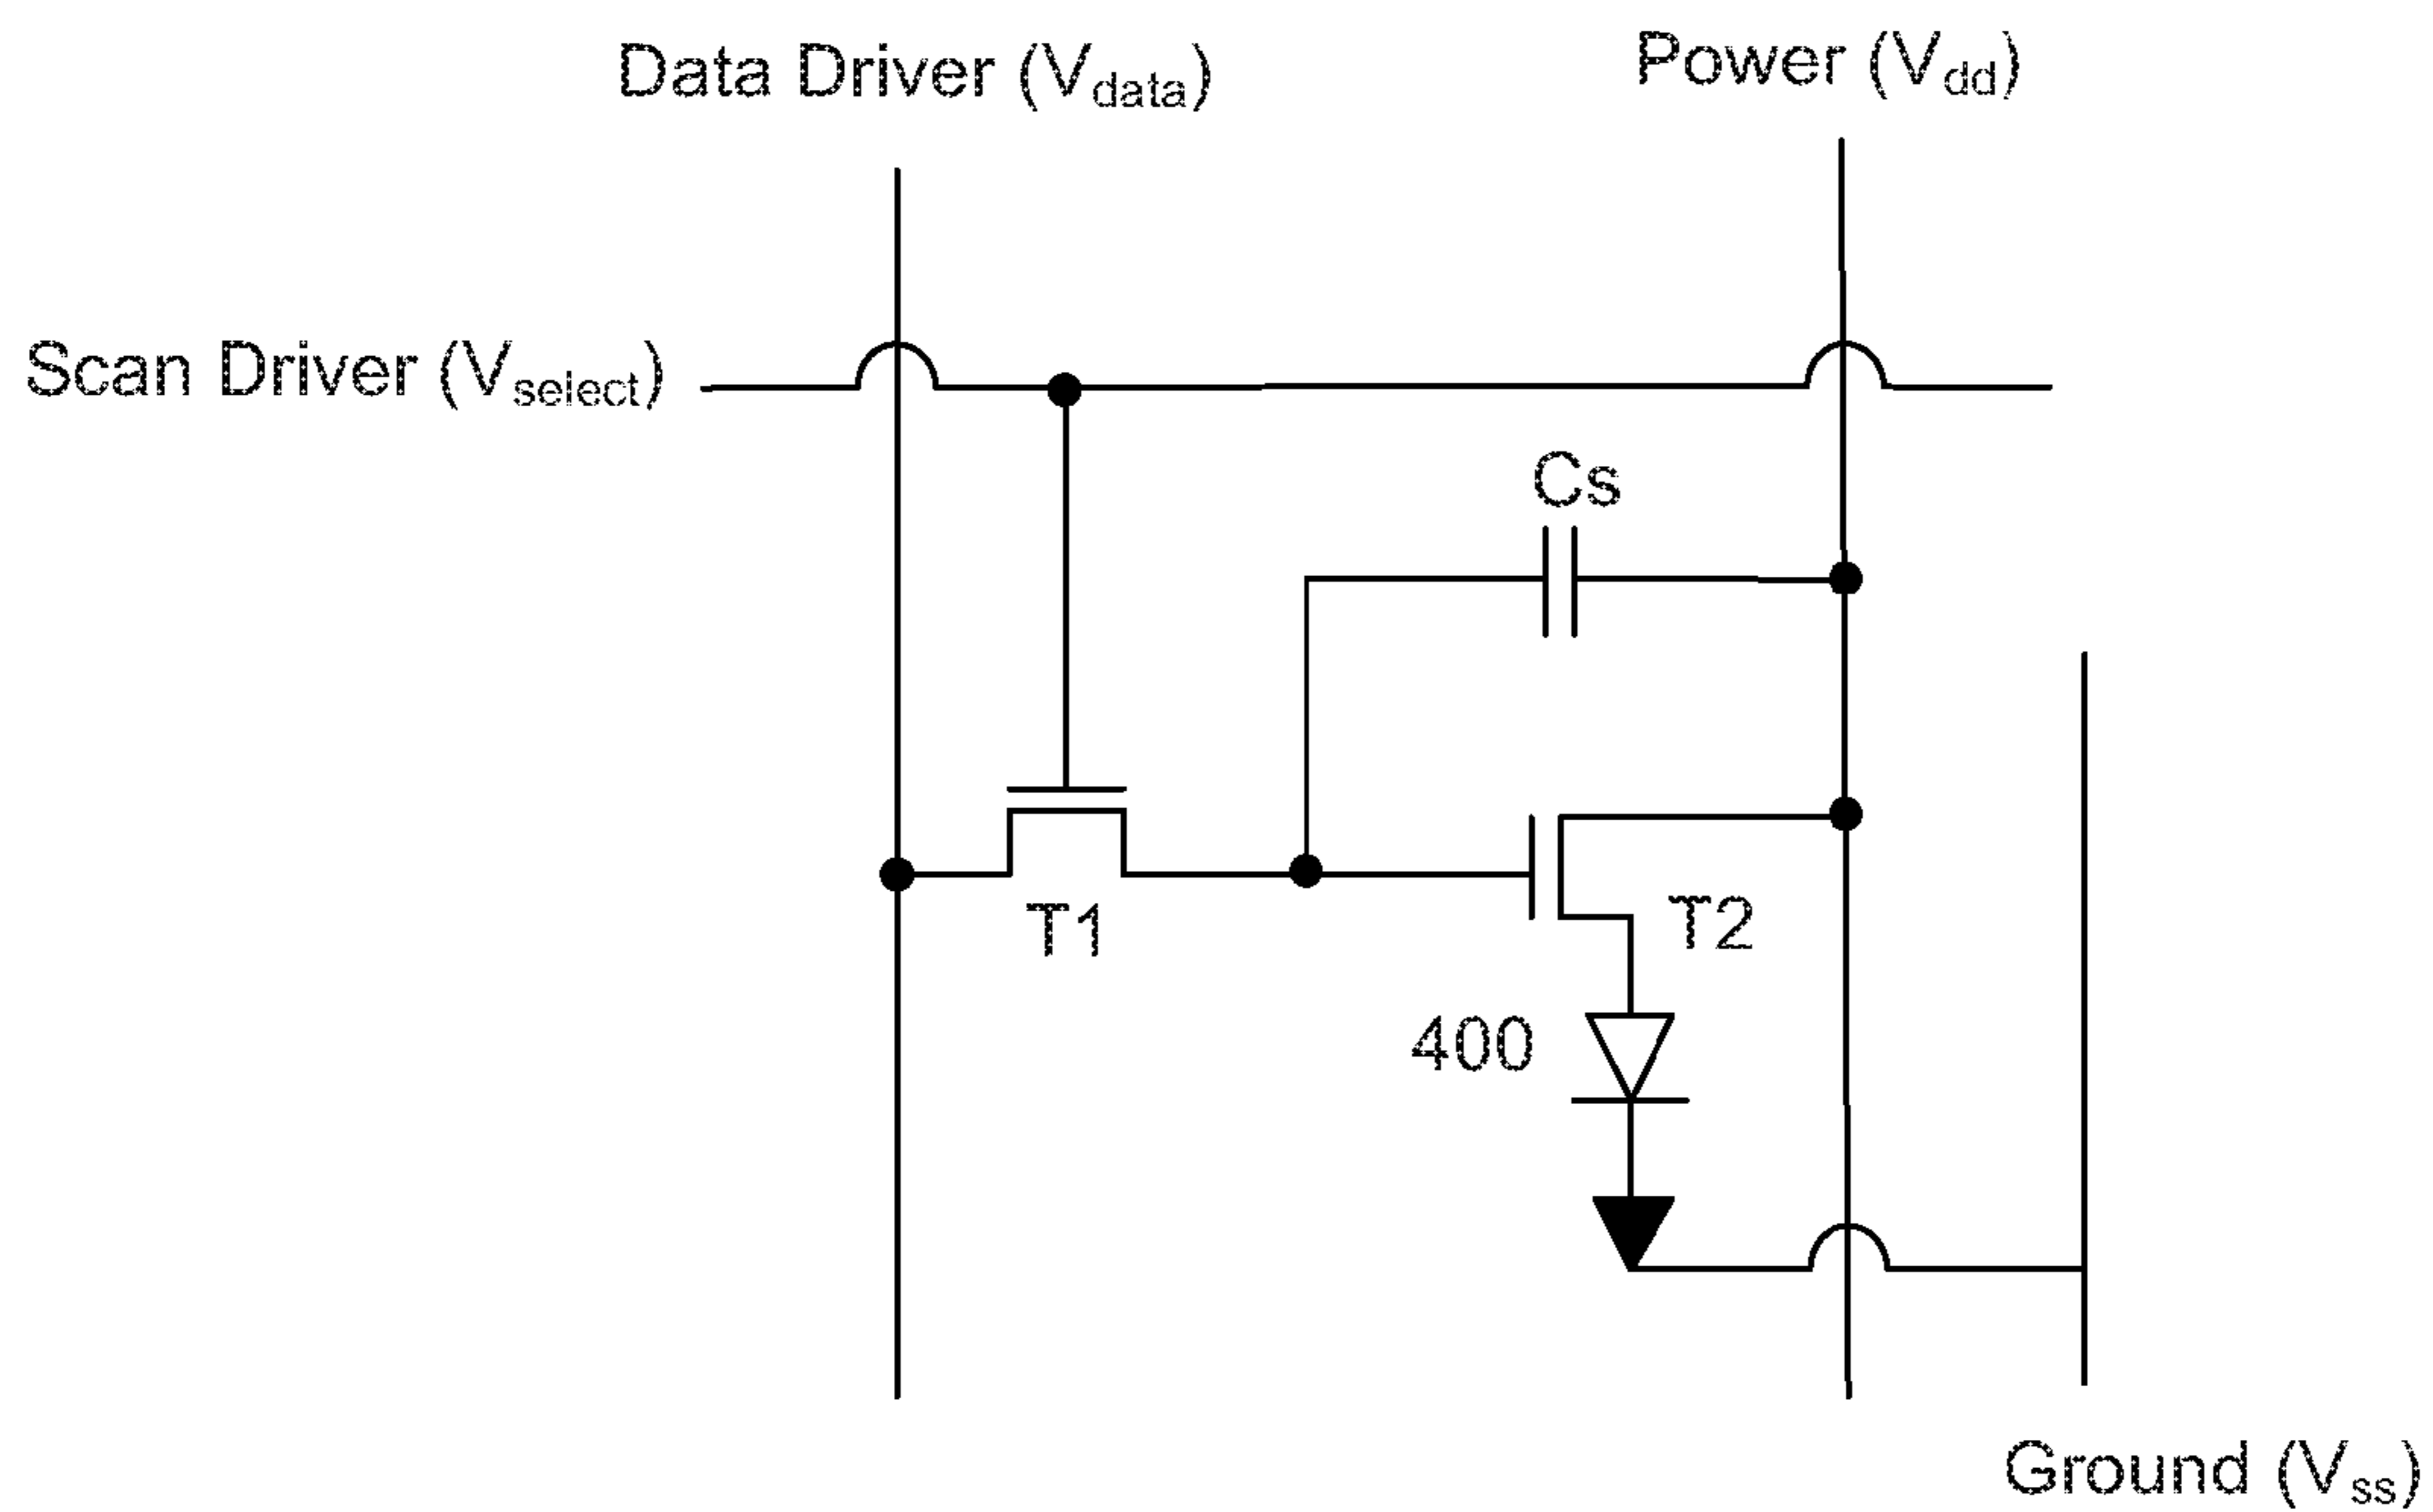 Data Driver (Vdata)
Power (Vdd)
Scan Driver (Vselect)
Cs
T1
T2
400
Ground (Vss)